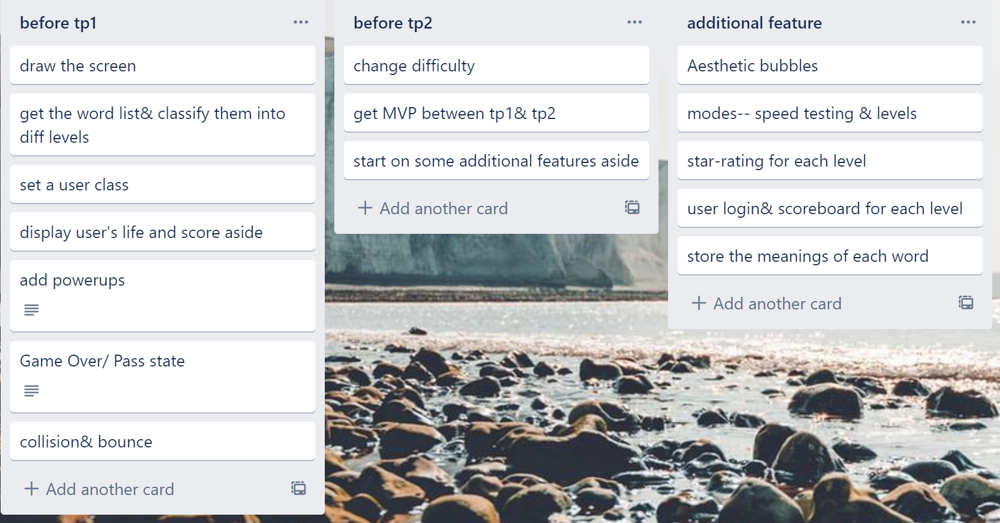 before tp1
draw the screen
get the word list& classify them into
diff levels
set a user class
display user's life and score aside
add powerups
Game Over/ Pass state
collision& bounce
Add another card
before tp2
change difficulty
get MVP between tp1& tp2
start on some additional features aside
Add another card
additional feature
Aesthetic bubbles
modes-- speed testing & levels
star-rating for each level
user login& scoreboard for each level
store the meanings of each word
Add another card